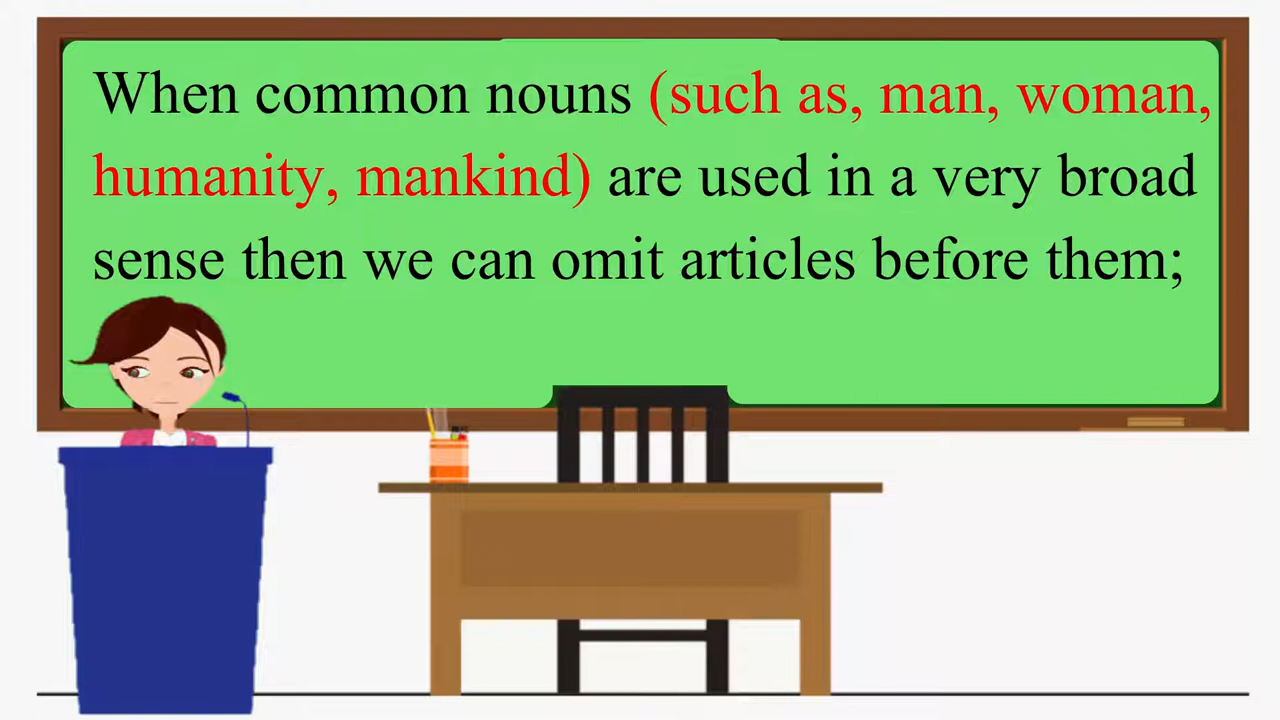 When common nouns (such as, man, woman,
humanity, mankind) are used in a very broad
sense then we can omit articles before them;